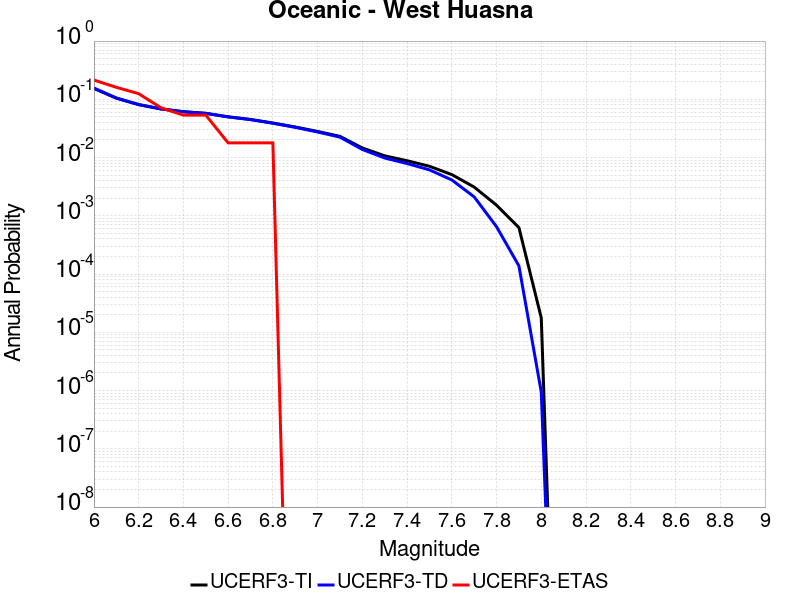 Oceanic - West Huasna
10^0
10^-1
10^-2
10^-3
10^-4
10^-5
10^-6
10^-7
10^-8
Annual Probability
6 6.2 6.4 6.6 6.8 7 7.2 7.4 7.6 7.8 8 8.2 8.4 8.6 8.8 9
Magnitude
UCERF3-TI UCERF3-TD UCERF3-ETAS